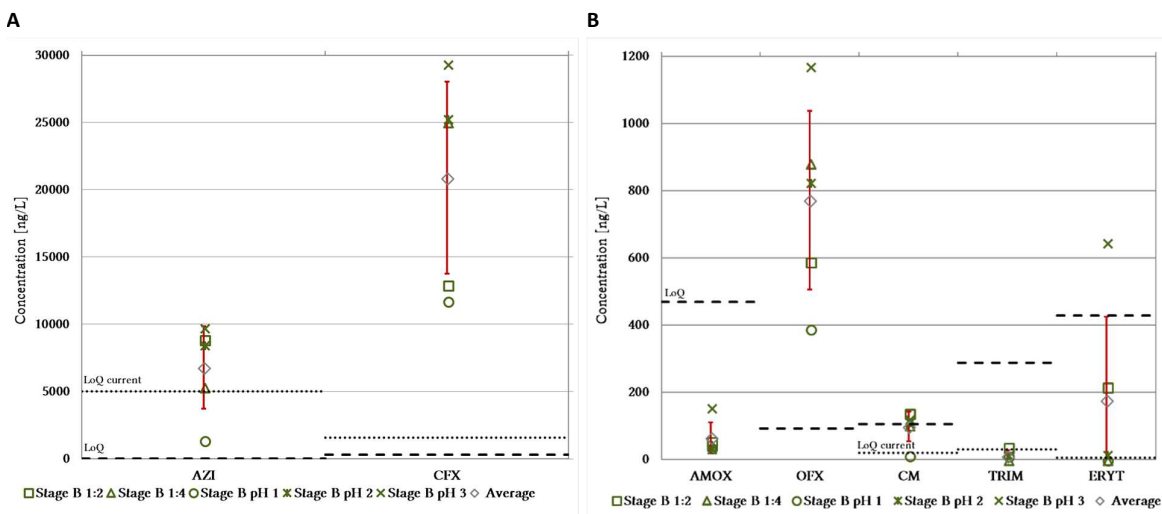 A
30000
25000
20000
15000
10000
5000
0
Concentration [ng/L]
LoQ current
LoQ
AZI CFX
Stage B 1:2 Stage B 1:4 Stage B pH 1 Stage B pH 2 Stage B pH 3 Average
B
1200
1000
800
600
400
200
0
Concentration [ng/L]
LoQ
LoQ current
AMOX OFX CM TRIM ERYT
Stage B 1:2 Stage B 1:4 Stage B pH 1 Stage B pH 2 Stage B pH 3 Average